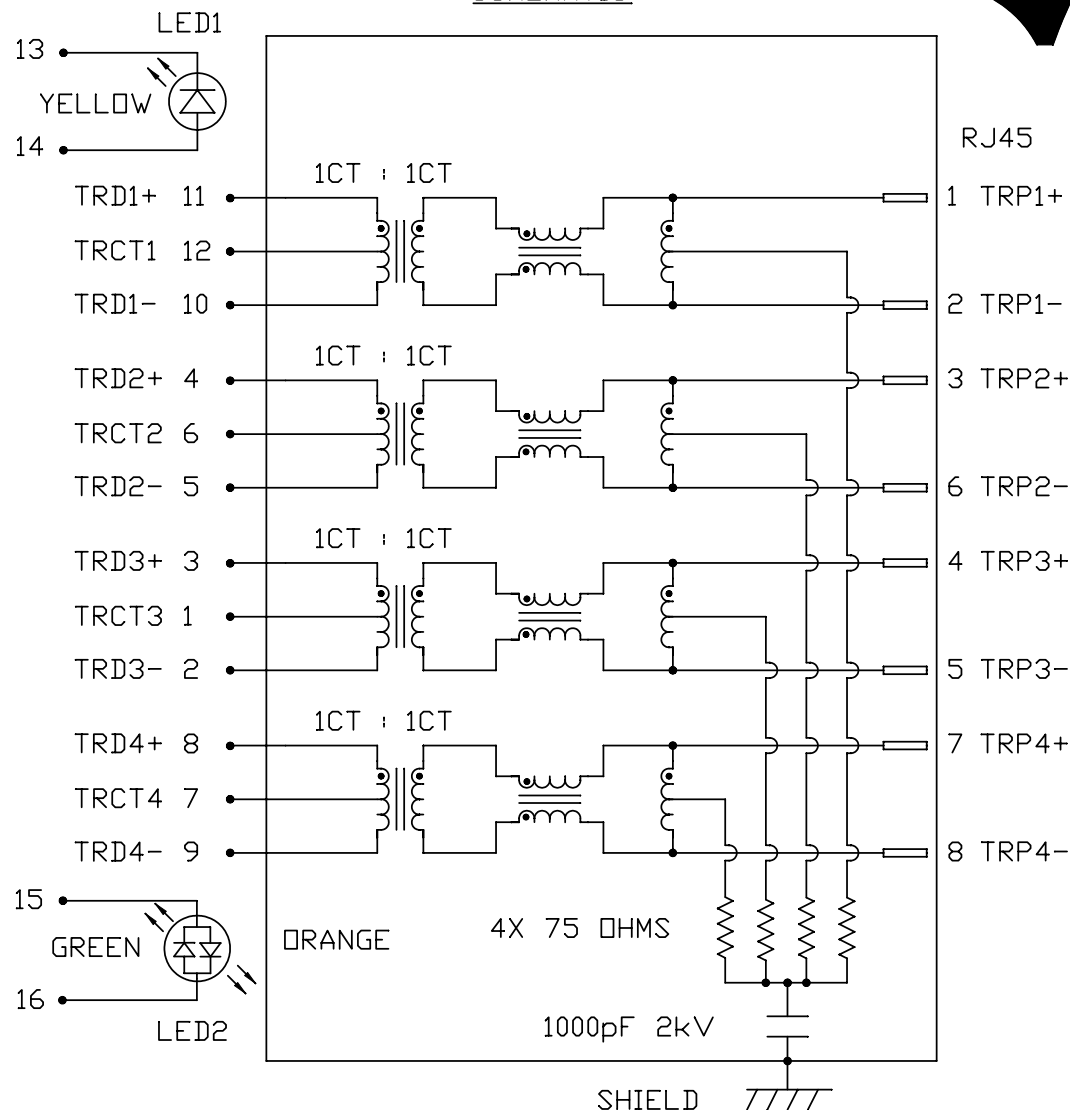 LED1
13
YELLOW
14
RJ45
1CT : 1CT
TRD1+ 11
1 TRP1+
TRCT1 12
TRD1- 10
2 TRP1-
1CT : 1CT
TRD2+ 4
3 TRP2+
TRCT2 6
TRD2- 5
6 TRP2-
1CT : 1CT
TRD3+ 3
4 TRP3+
TRCT3 1
TRD3- 2
5 TRP3-
1CT : 1CT
TRD4+ 8
7 TRP4+
TRCT4 7
TRD4- 9
8 TRP4-
15
GREEN
ORANGE
4X 75 OHMS
16
LED2
1000pF 2kV
SHIELD